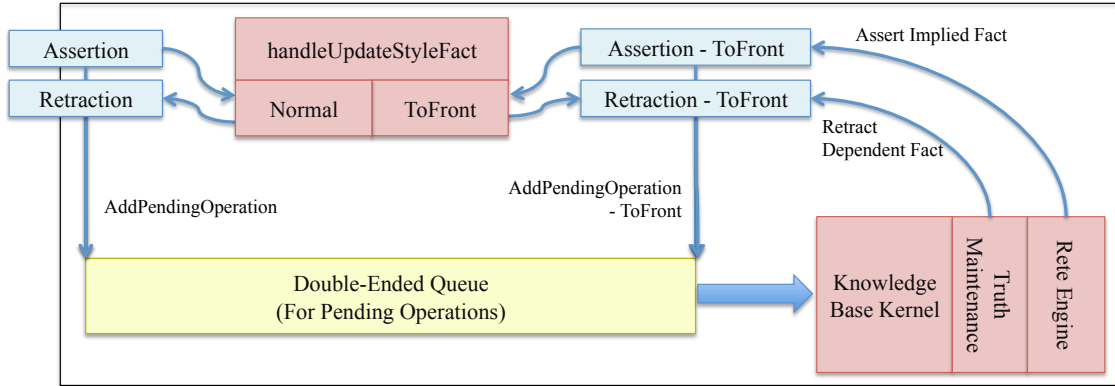 Assertion
handleUpdateStyleFact
Assertion - ToFront
Assert Implied Fact
Retraction
Normal
ToFront
Retraction - ToFront
Retract
Dependent Fact
AddPendingOperation
AddPendingOperation
- ToFront
Double-Ended Queue
(For Pending Operations)
Knowledge
Base Kernel
Truth
Maintenance
Rete Engine